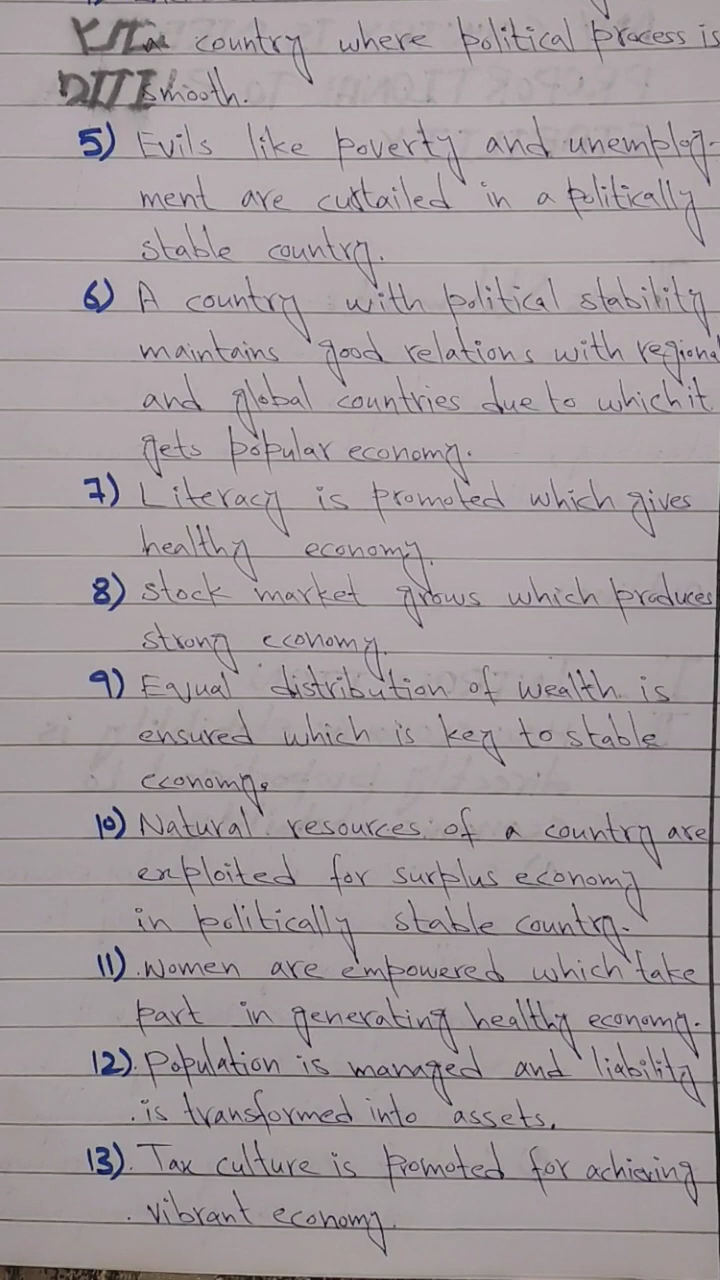 country where political process is
smooth.
5) Evils like poverty and unemploy-
ment are curtailed in a politically
stable country.
6) A country with political stability
maintains good relations with regional
and global countries due to which it
gets popular economy.
7) Literacy is promoted which gives
healthy economy.
8) Stock market grows which produces
strong economy.
9) Equal distribution of wealth is
ensured which is key to stable
economy.
10) Natural resources of a country are
exploited for surplus economy
in politically stable country.
11). Women are empowered which take
part in generating healthy economy.
12). Population is managed and liability
is transformed into assets.
13). Tax culture is promoted for achieving
vibrant economy.